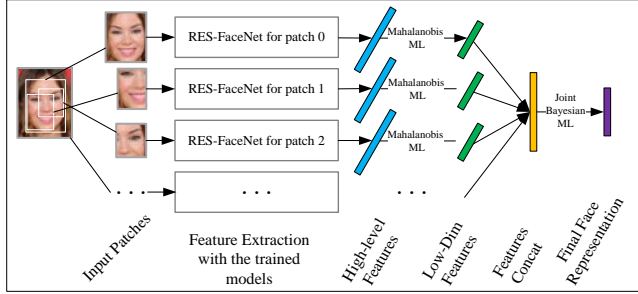 RES-FaceNet for patch 0
Mahalanobis
ML
RES-FaceNet for patch 1
Mahalanobis
ML
RES-FaceNet for patch 2
Mahalanobis
ML
Joint
Bayesian
ML
. . .
. . .
. . .
Input Patches
Feature Extraction
with the trained
models
High-level
Features
Low-Dim
Features
Features
Concat
Final Face
Representation